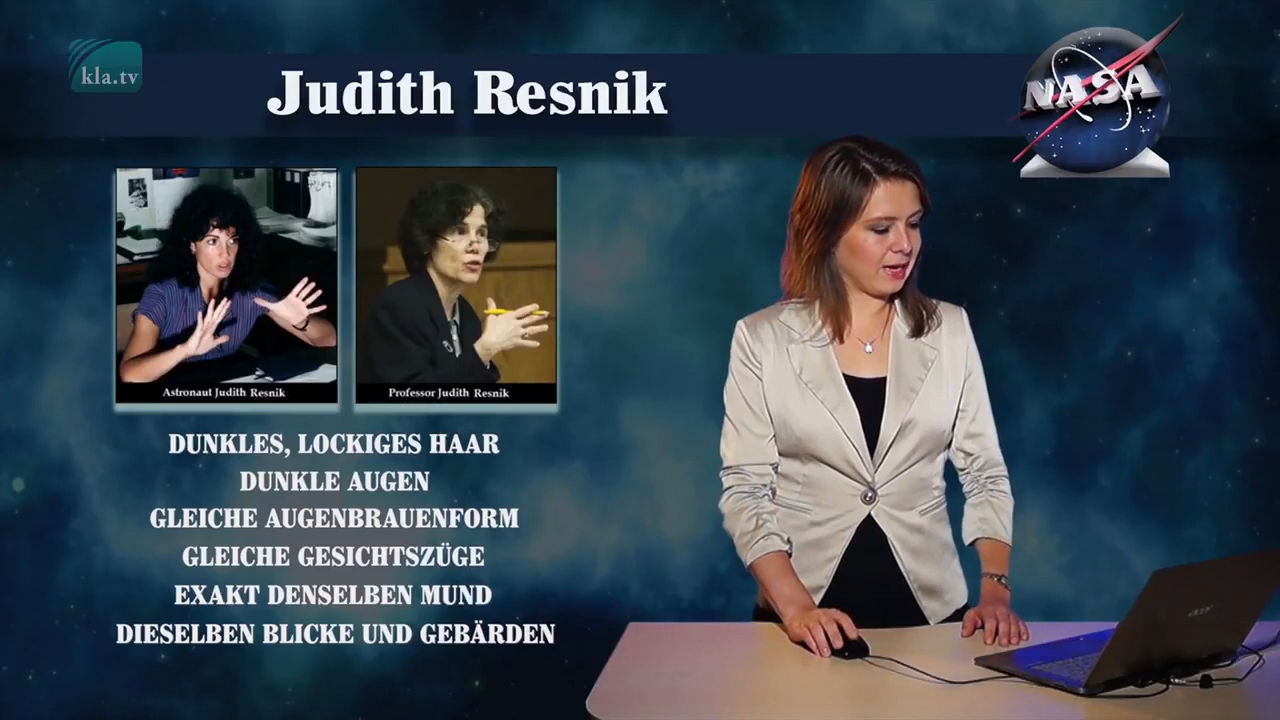 kla.tv
Judith Resnik
NASA
Astronaut Judith Resnik
Professor Judith Resnik
DUNKLES, LOCKIGES HAAR
DUNKLE AUGEN
GLEICHE AUGENBRAUENFORM
GLEICHE GESICHTSZÜGE
EXAKT DENSELBEN MUND
DIESELBEN BLICKE UND GEBÄRDEN
acer